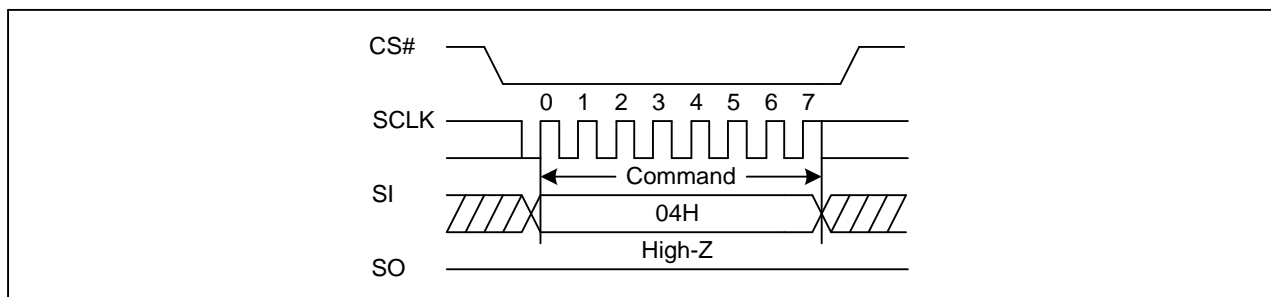 CS#
0 1 2 3 4 5 6 7
SCLK
Command
SI
04H
High-Z
SO